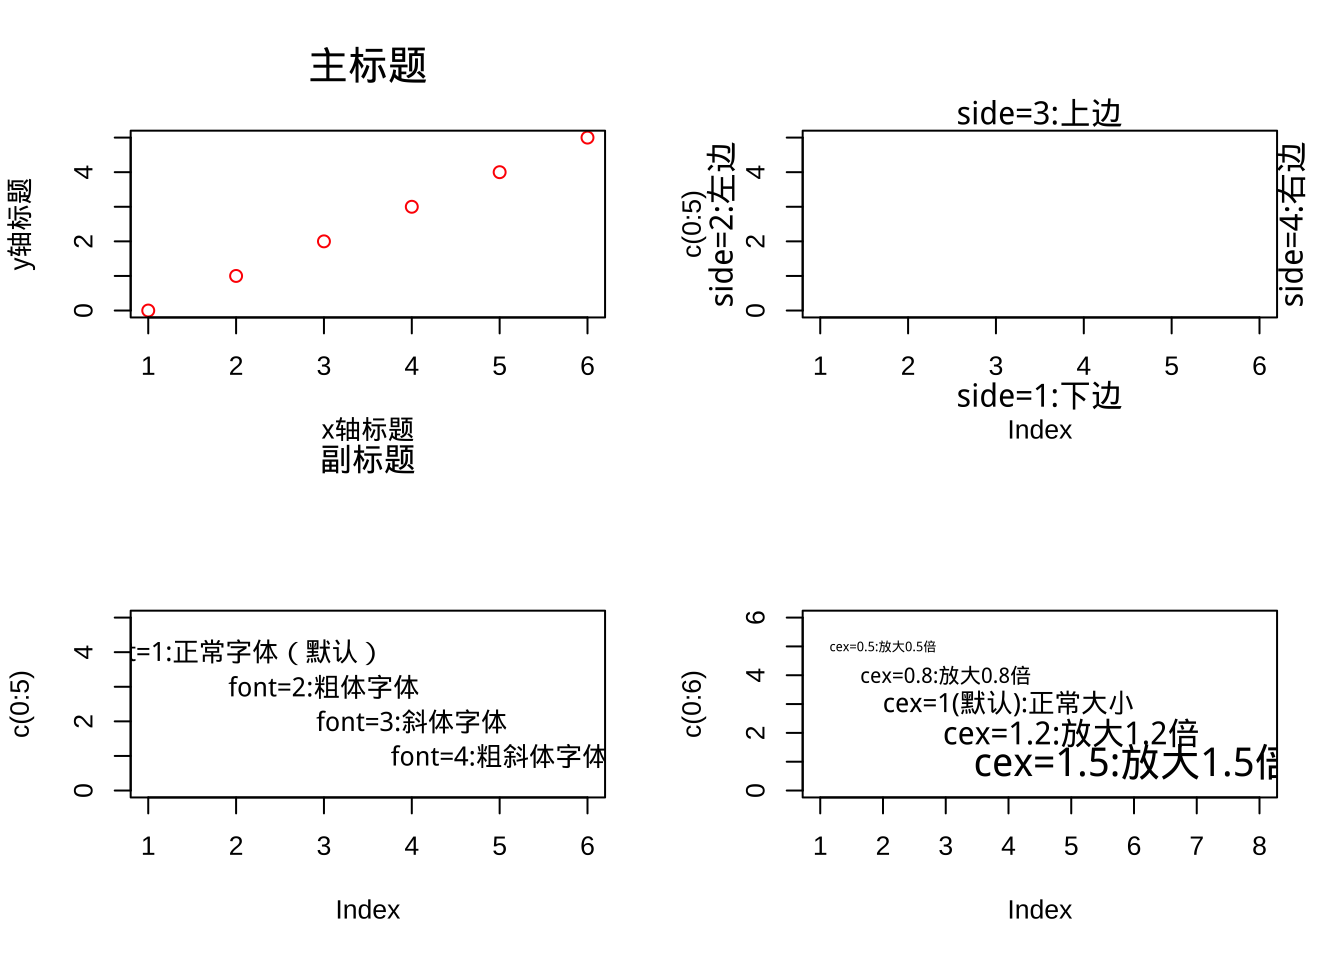 主标题
y轴标题
4
2
0
1 2 3 4 5 6
x轴标题
副标题
side=3:上边
c(0:5)
side=2:左边
4
2
0
side=4:右边
1 2 3 4 5 6
side=1:下边
Index
c(0:5)
4
2
0
t=1:正常字体（默认）
font=2:粗体字体
font=3:斜体字体
font=4:粗斜体字体
1 2 3 4 5 6
Index
c(0:6)
6
4
2
0
cex=0.5:放大0.5倍
cex=0.8:放大0.8倍
cex=1(默认):正常大小
cex=1.2:放大1.2倍
cex=1.5:放大1.5倍
1 2 3 4 5 6 7 8
Index